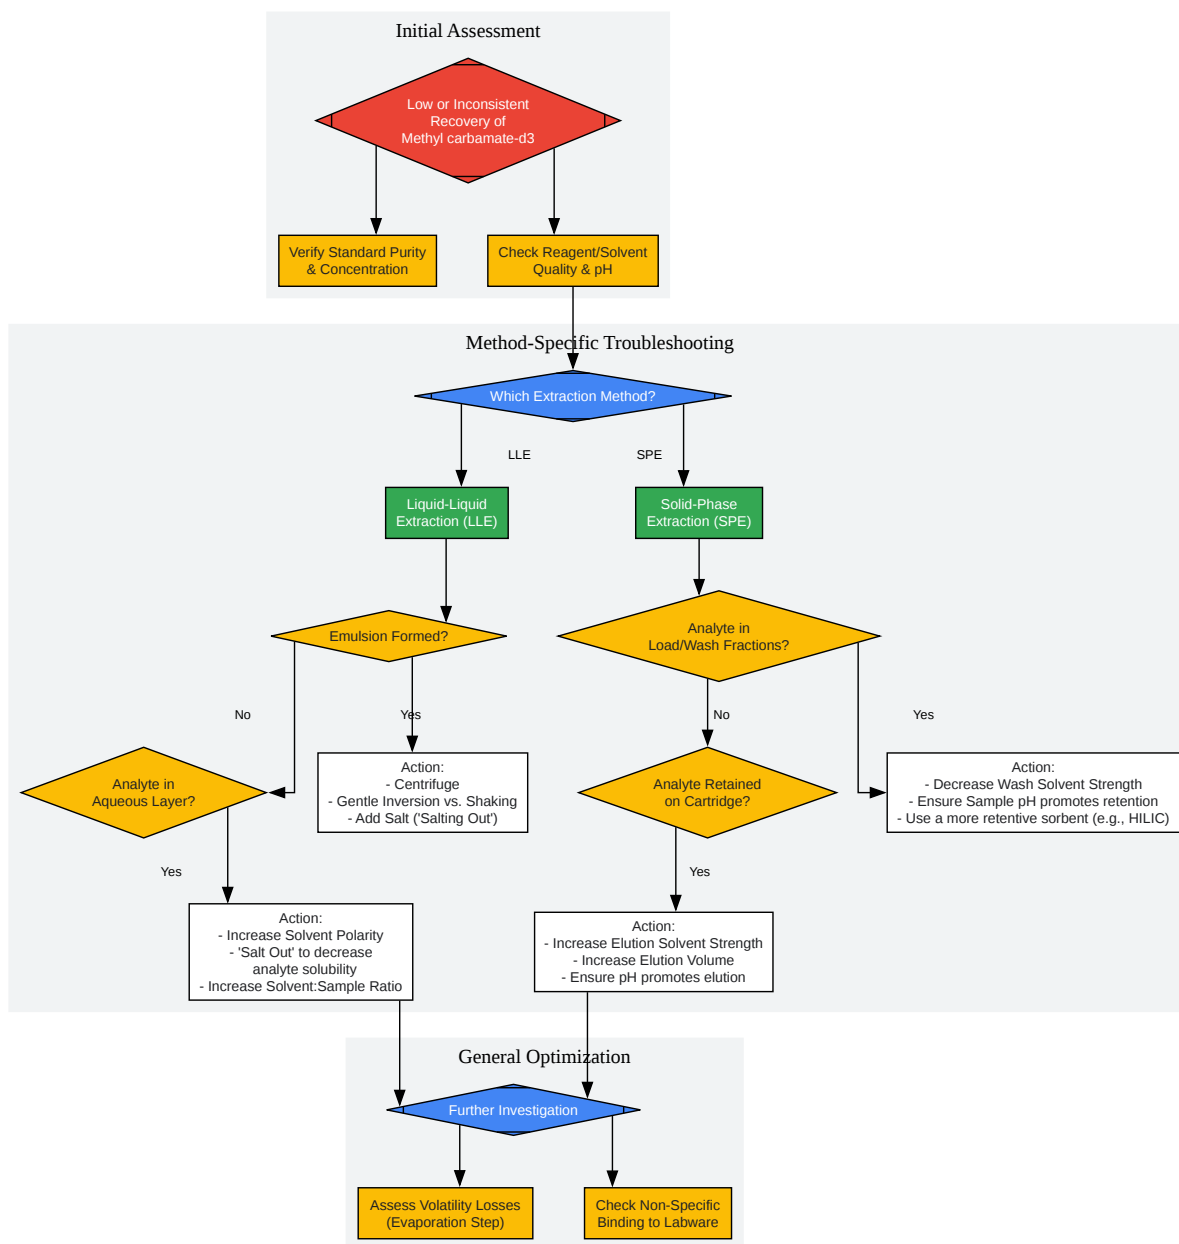 Initial Assessment
Low or Inconsistent
Recovery of
Methyl carbamate-d3
Verify Standard Purity
& Concentration
Check Reagent/Solvent
Quality & pH
Method-Specific Troubleshooting
Which Extraction Method?
LLE
SPE
Liquid-Liquid
Extraction (LLE)
Solid-Phase
Extraction (SPE)
Emulsion Formed?
Analyte in
Load/Wash Fractions?
No
Yes
No
Yes
Analyte in
Aqueous Layer?
Action:
- Centrifuge
- Gentle Inversion vs. Shaking
- Add Salt ('Salting Out')
Analyte Retained
on Cartridge?
Action:
- Decrease Wash Solvent Strength
- Ensure Sample pH promotes retention
- Use a more retentive sorbent (e.g., HILIC)
Yes
Yes
Action:
- Increase Solvent Polarity
- 'Salt Out' to decrease
analyte solubility
- Increase Solvent:Sample Ratio
Action:
- Increase Elution Solvent Strength
- Increase Elution Volume
- Ensure pH promotes elution
General Optimization
Further Investigation
Assess Volatility Losses
(Evaporation Step)
Check Non-Specific
Binding to Labware